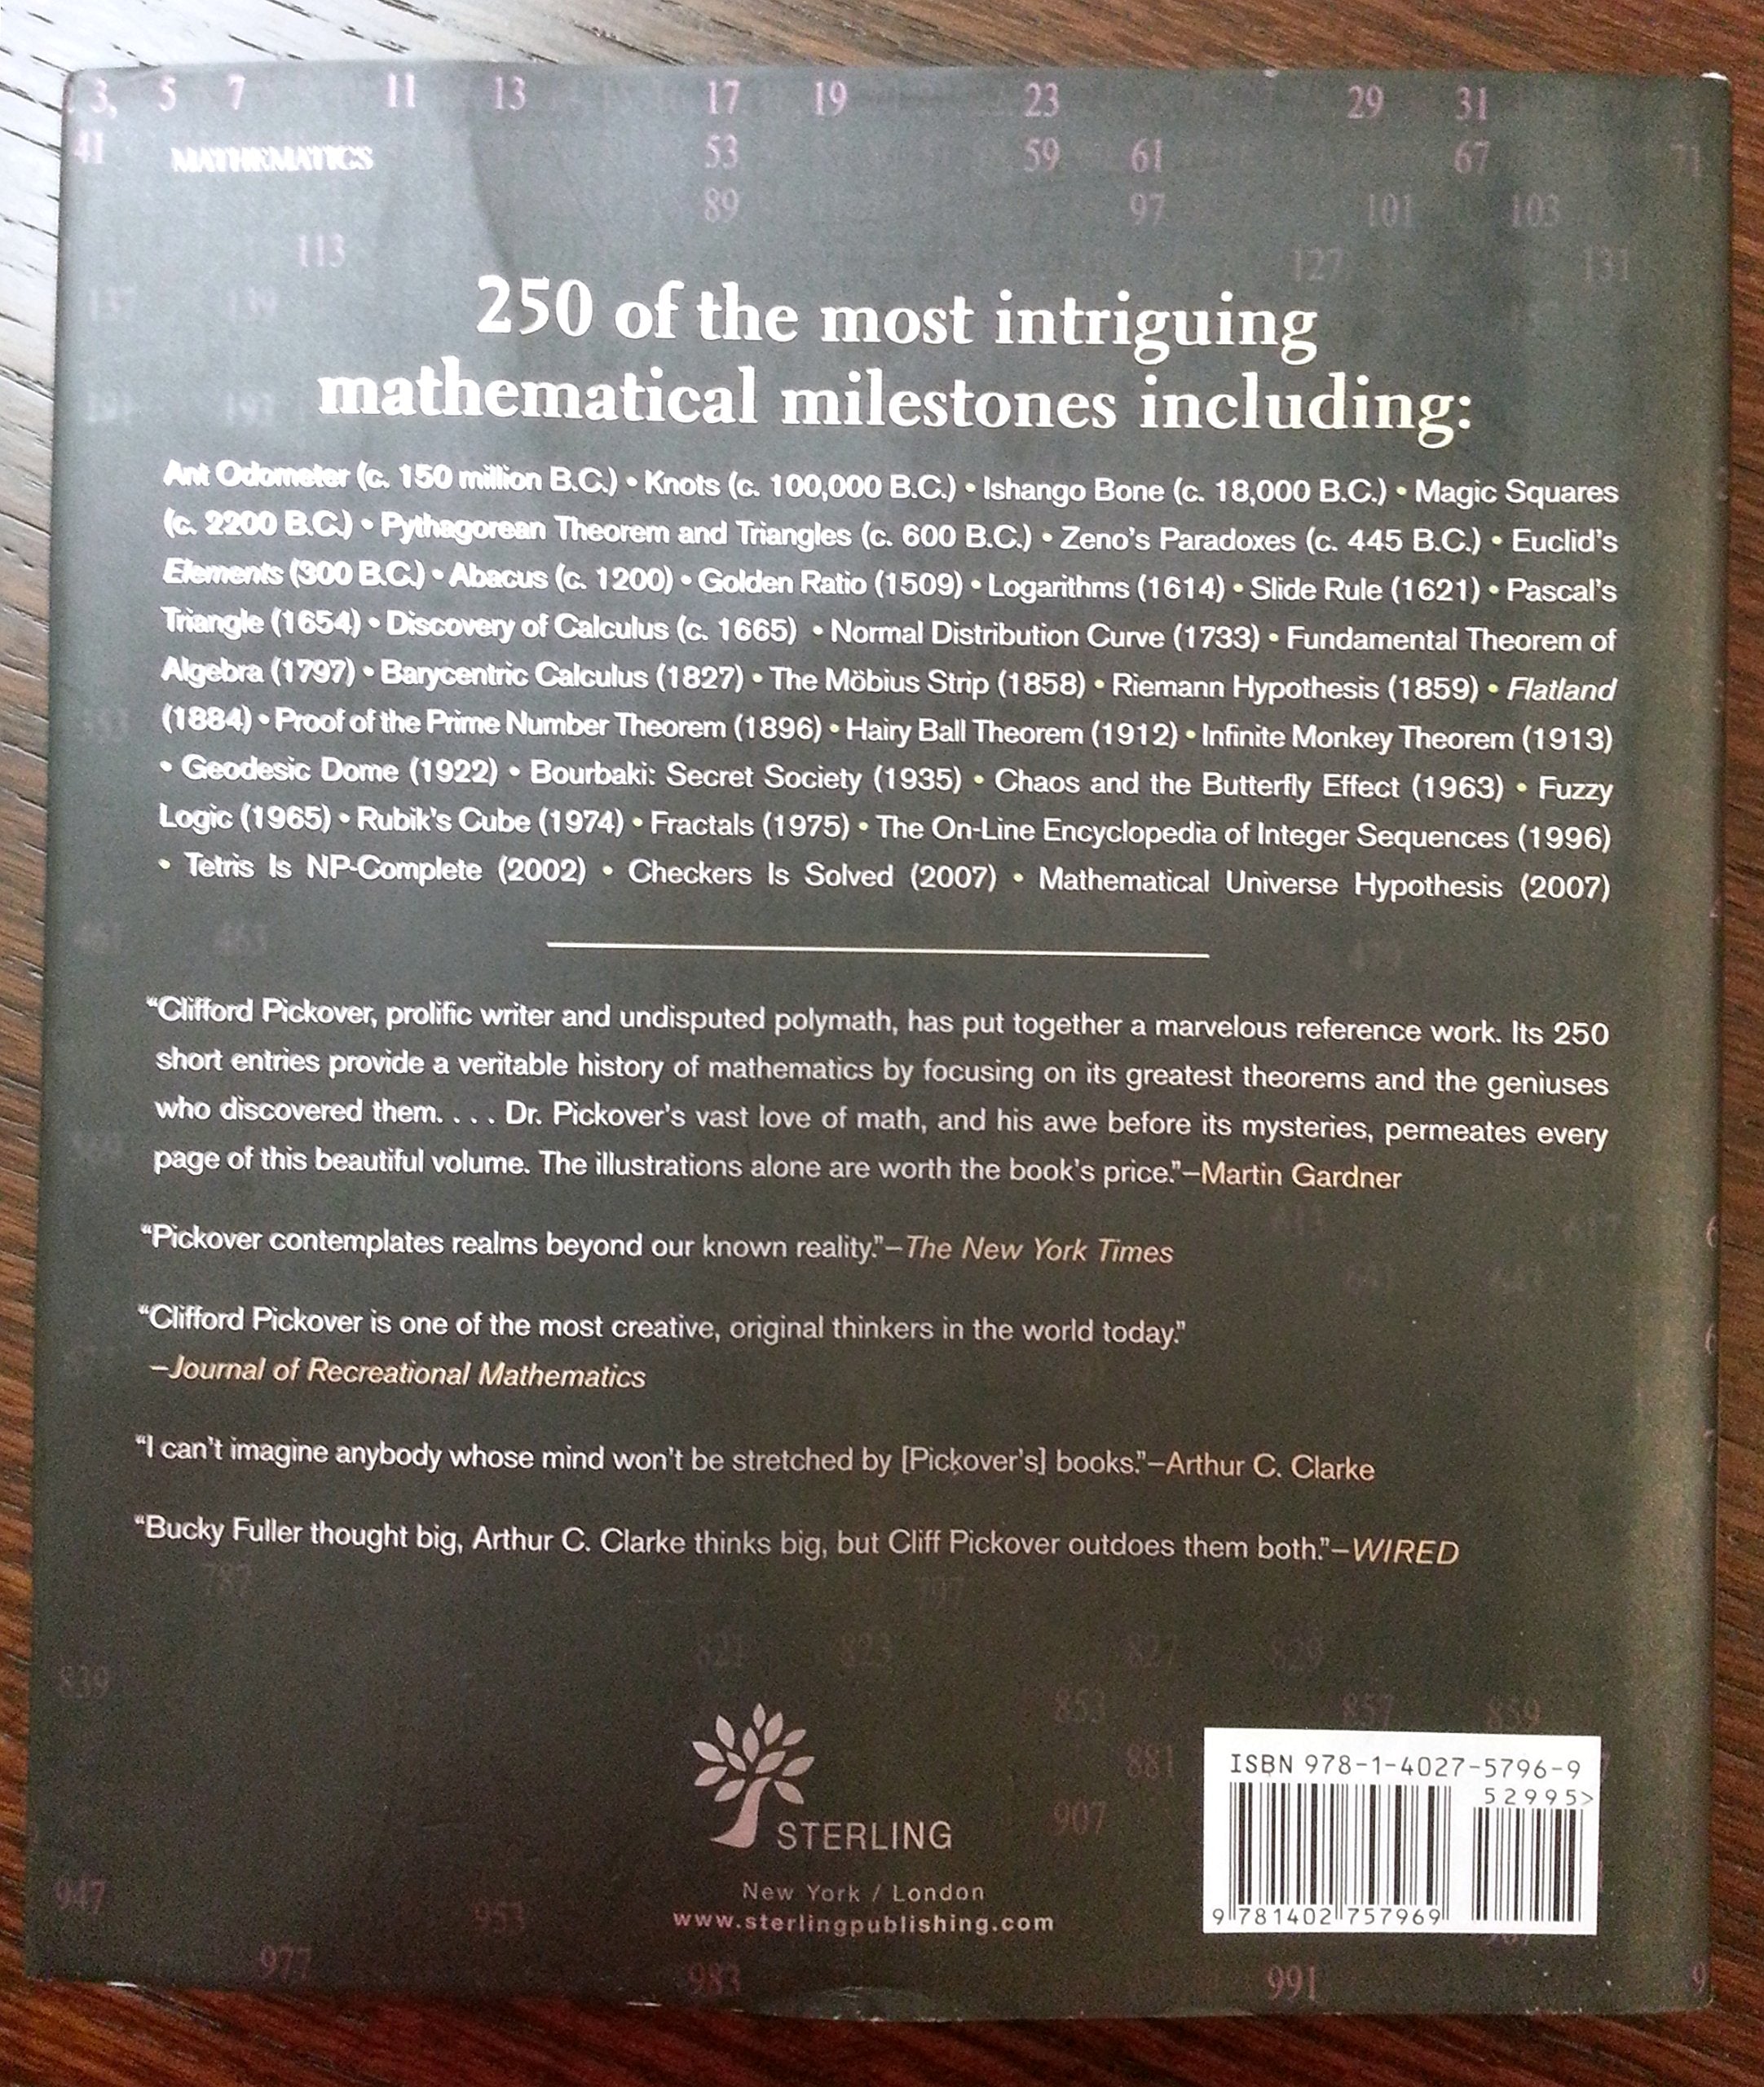 3, 5 7 11 13 17 19 23 29 31
41 MATHEMATICS 53 59 61 67 71
89 97 101 103
113 127 131
137 139
250 of the most intriguing
191 193
mathematical milestones including:
Ant Odometer (c. 150 million B.C.) • Knots (c. 100,000 B.C.) • Ishango Bone (c. 18,000 B.C.) • Magic Squares
(c. 2200 B.C.) • Pythagorean Theorem and Triangles (c. 600 B.C.) • Zeno's Paradoxes (c. 445 B.C.) • Euclid's
Elements (300 B.C.) • Abacus (c. 1200) • Golden Ratio (1509) • Logarithms (1614) • Slide Rule (1621) • Pascal's
Triangle (1654) • Discovery of Calculus (c. 1665) • Normal Distribution Curve (1733) • Fundamental Theorem of
Algebra (1797) • Barycentric Calculus (1827) • The Möbius Strip (1858) • Riemann Hypothesis (1859) • Flatland
(1884) • Proof of the Prime Number Theorem (1896) • Hairy Ball Theorem (1912) • Infinite Monkey Theorem (1913)
• Geodesic Dome (1922) • Bourbaki: Secret Society (1935) • Chaos and the Butterfly Effect (1963) • Fuzzy
Logic (1965) • Rubik's Cube (1974) • Fractals (1975) • The On-Line Encyclopedia of Integer Sequences (1996)
• Tetris Is NP-Complete (2002) • Checkers Is Solved (2007) • Mathematical Universe Hypothesis (2007)
461 463 479
“Clifford Pickover, prolific writer and undisputed polymath, has put together a marvelous reference work. Its 250
short entries provide a veritable history of mathematics by focusing on its greatest theorems and the geniuses
who discovered them. . . . Dr. Pickover's vast love of math, and his awe before its mysteries, permeates every
page of this beautiful volume. The illustrations alone are worth the book's price.”—Martin Gardner
“Pickover contemplates realms beyond our known reality.”—The New York Times
“Clifford Pickover is one of the most creative, original thinkers in the world today.”
—Journal of Recreational Mathematics
“I can't imagine anybody whose mind won't be stretched by [Pickover's] books.”—Arthur C. Clarke
“Bucky Fuller thought big, Arthur C. Clarke thinks big, but Cliff Pickover outdoes them both.”—WIRED
787 797
821 823 827 829
839 853 857 859
881
907
STERLING
New York / London
www.sterlingpublishing.com
ISBN 978-1-4027-5796-9
52995>
9 781402 757969
947 953
977 983 991